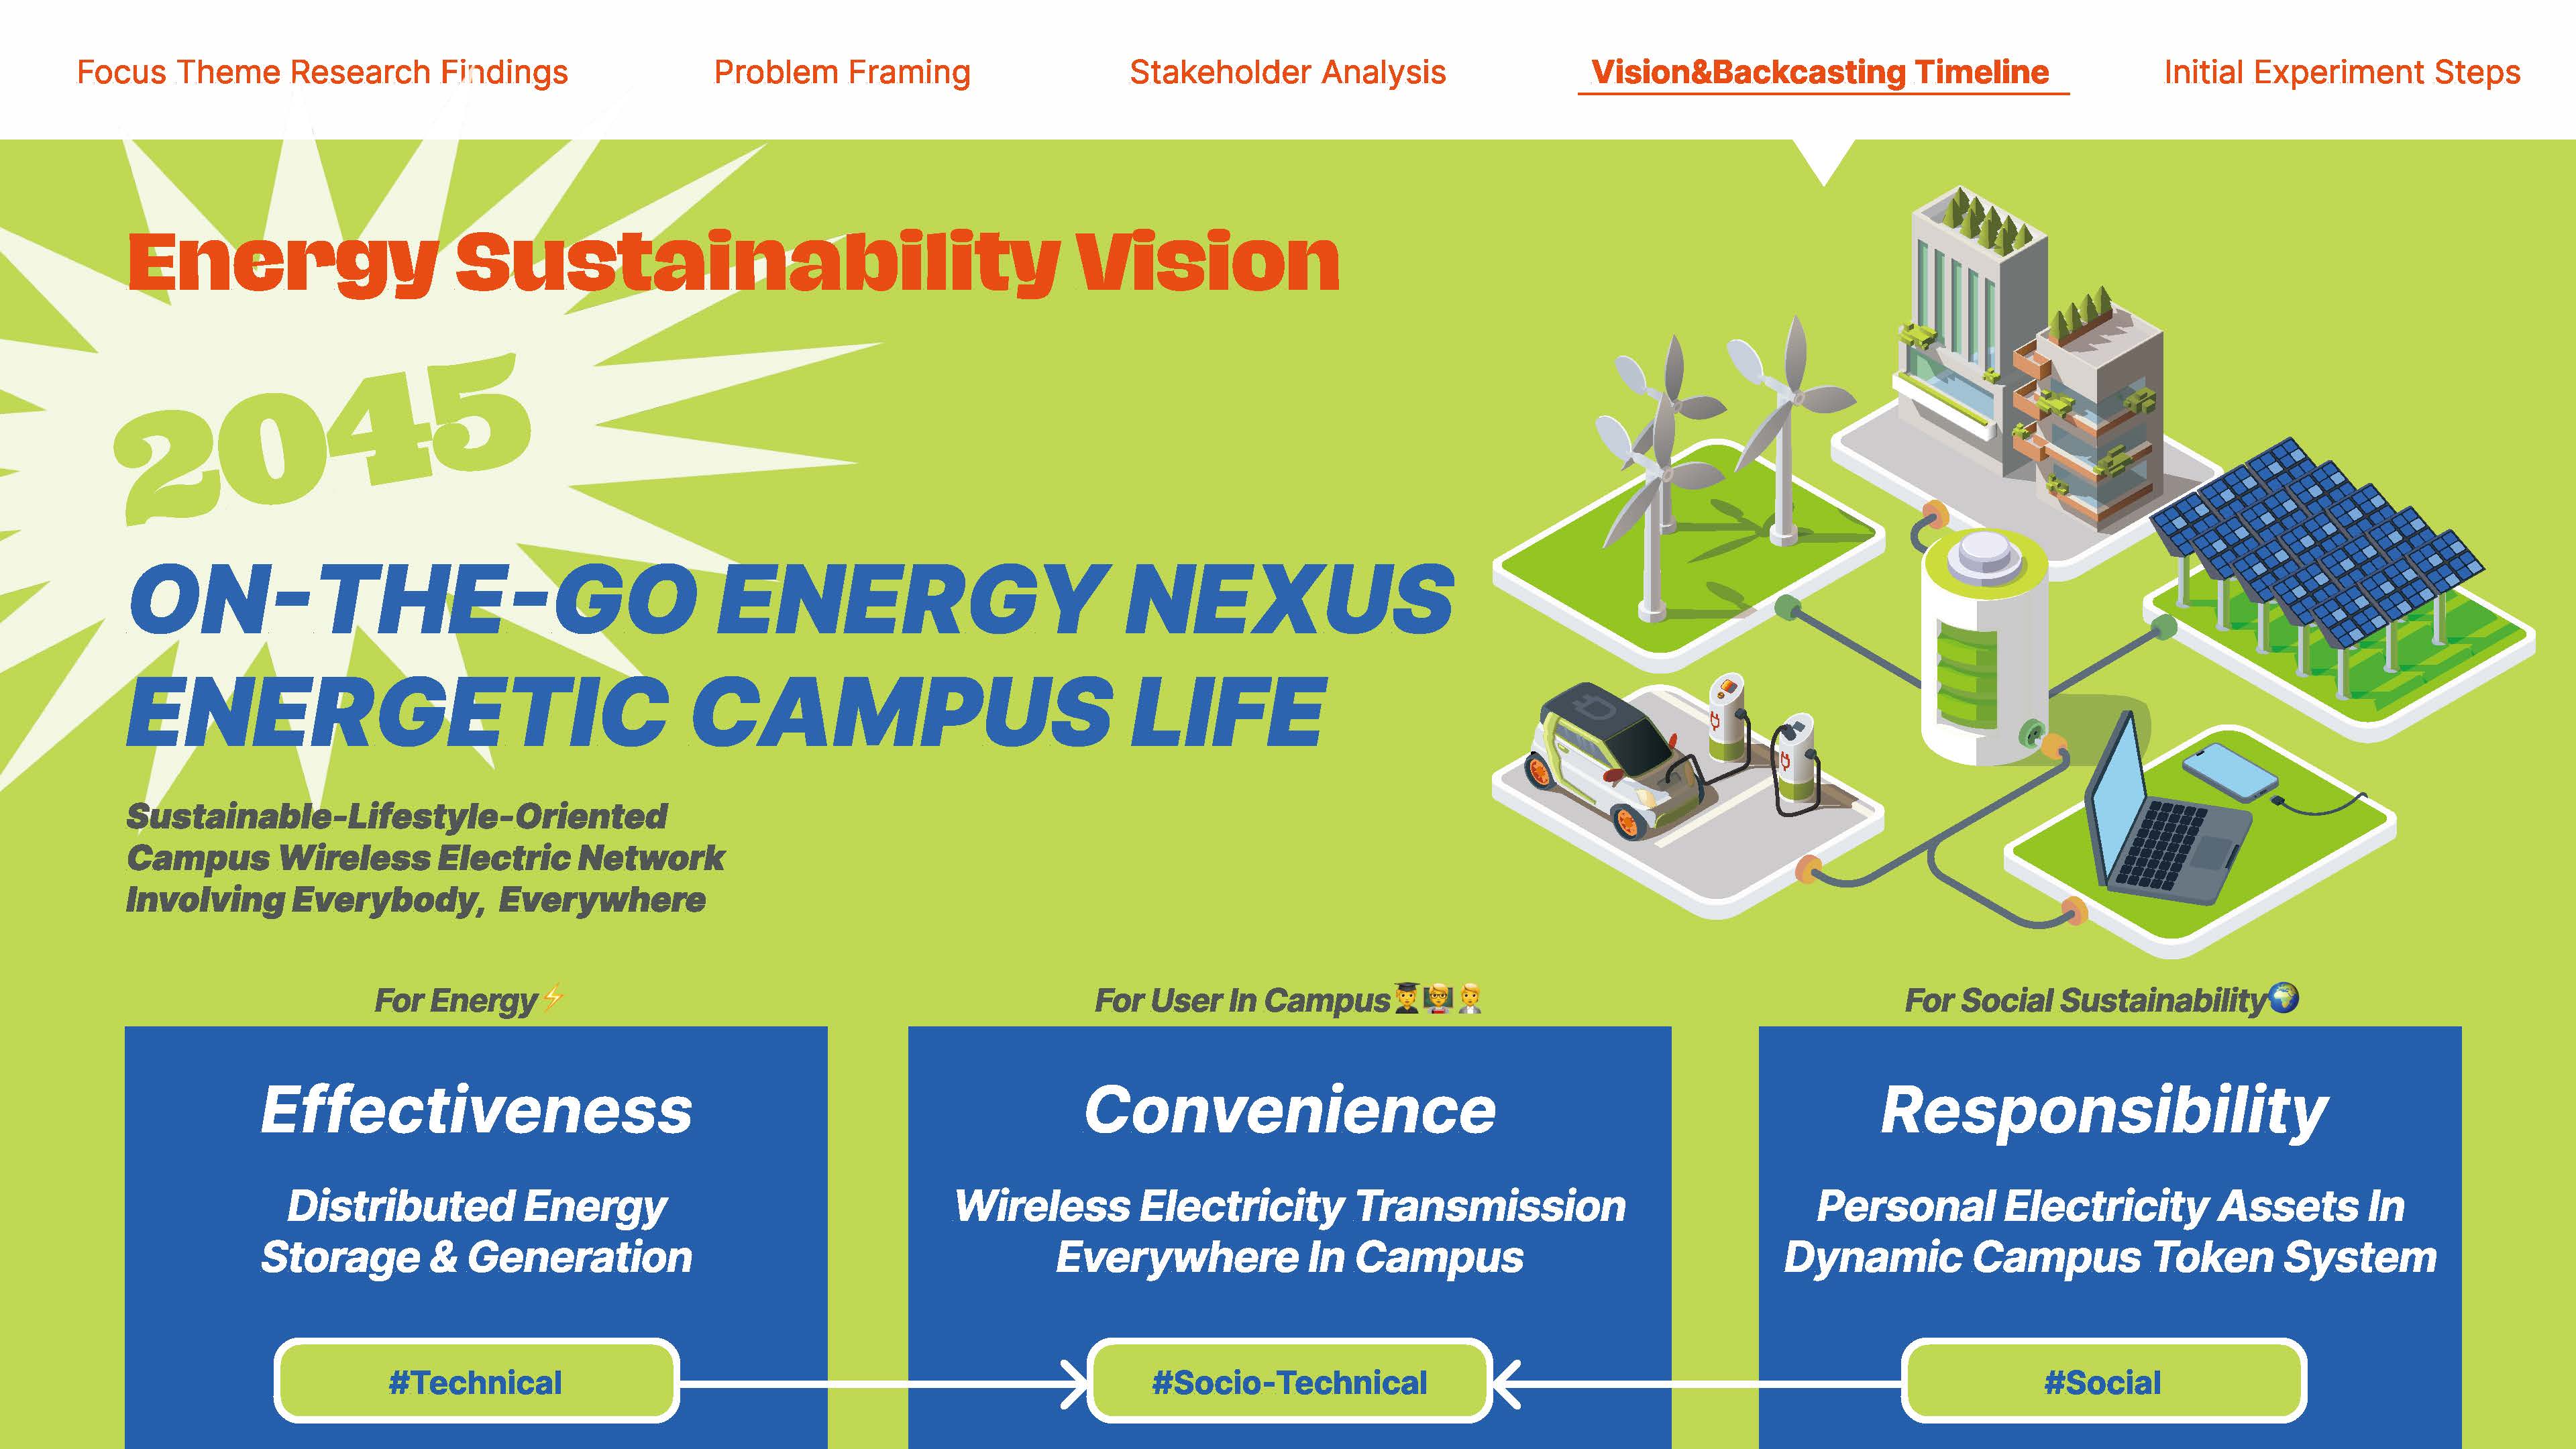 Focus Theme Research Findings
Problem Framing
Stakeholder Analysis
Vision&Backcasting Timeline
Initial Experiment Steps
Energy Sustainability Vision
2045
ON-THE-GO ENERGY NEXUS
ENERGETIC CAMPUS LIFE
Sustainable-Lifestyle-Oriented
Campus Wireless Electric Network
Involving Everybody, Everywhere
For Energy⚡
For User In Campus🧑‍🎓🧑‍🏫🧑‍💼
For Social Sustainability🌍
Effectiveness
Distributed Energy
Storage & Generation
#Technical
Convenience
Wireless Electricity Transmission
Everywhere In Campus
#Socio-Technical
Responsibility
Personal Electricity Assets In
Dynamic Campus Token System
#Social